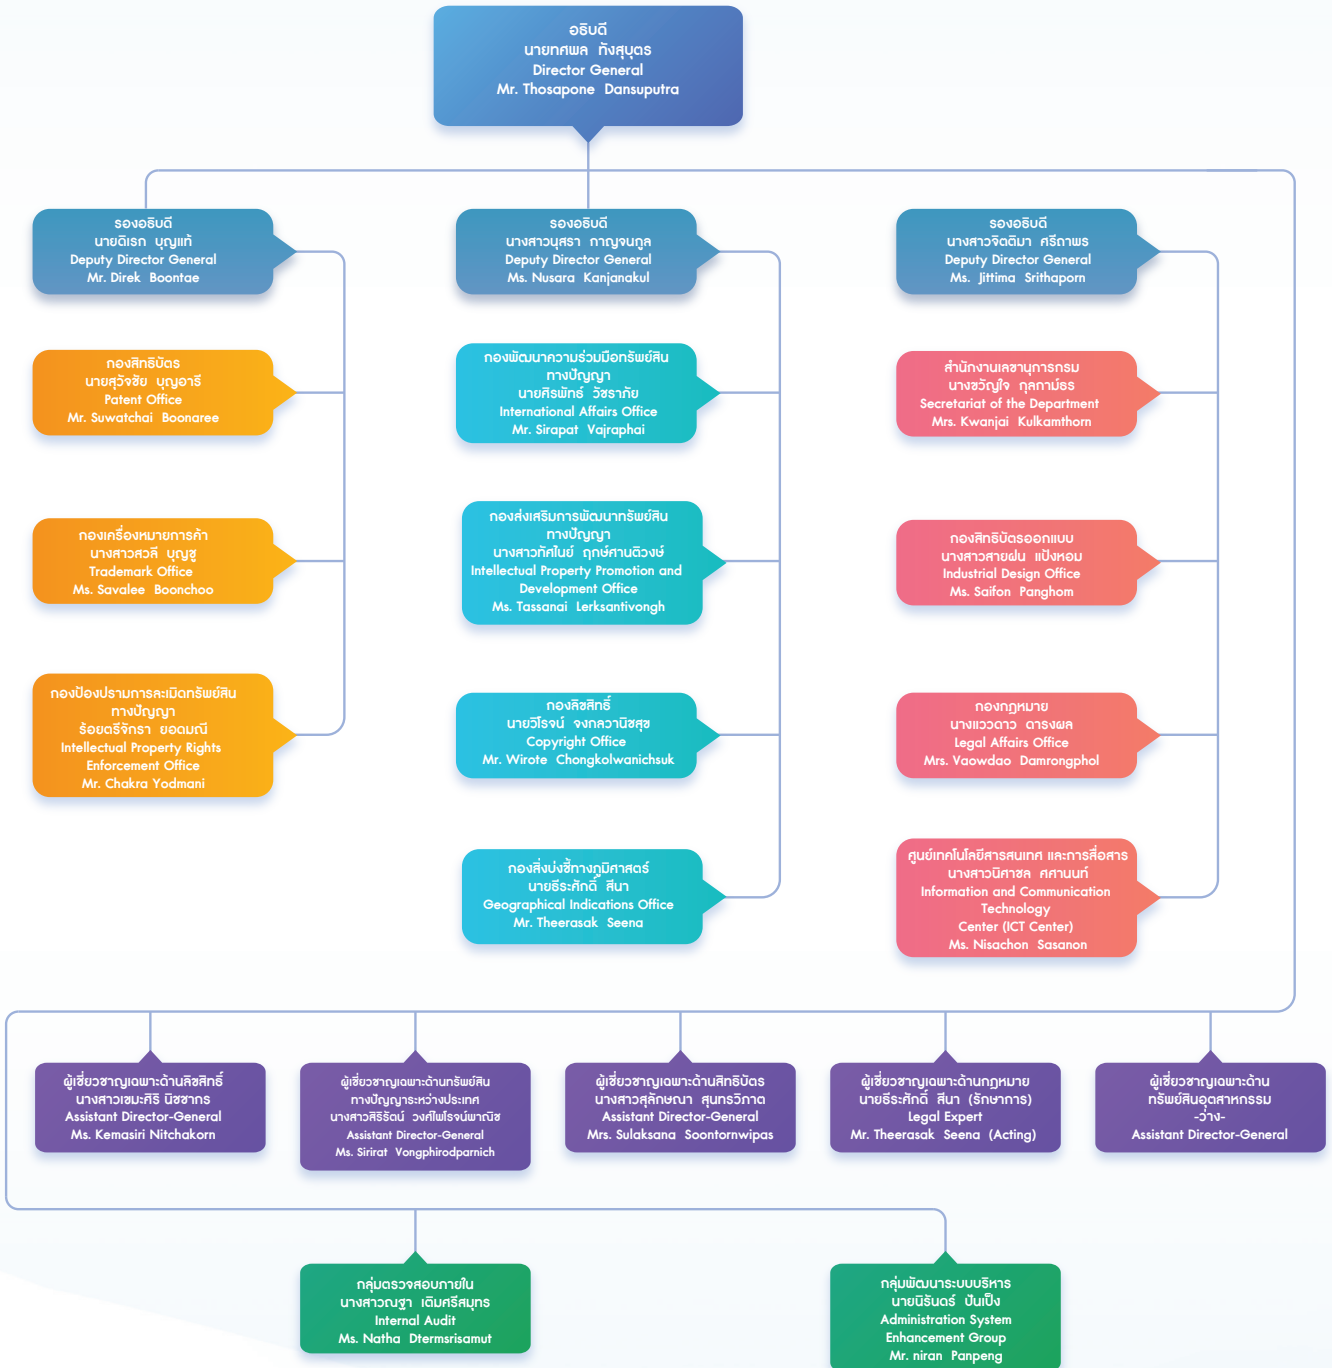 อธิบดี
นายทศพล ทังสุบุตร
Director General
Mr. Thosapone Dansuputra
รองอธิบดี
นายดิเรก บุญแท้
Deputy Director General
Mr. Direk Boontae
รองอธิบดี
นางสาวนุสรา กาญจนกูล
Deputy Director General
Ms. Nusara Kanjanakul
รองอธิบดี
นางสาวจิตติมา ศรีถาพร
Deputy Director General
Ms. Jittima Srithaporn
กองสิทธิบัตร
นายสุวัจชัย บุญอารี
Patent Office
Mr. Suwatchai Boonaree
กองพัฒนาความร่วมมือทรัพย์สิน
ทางปัญญา
นายศิรพัทธ์ วัชราภัย
International Affairs Office
Mr. Sirapat Vajraphai
สำนักงานเลขานุการกรม
นางขวัญใจ กุลกาม์ธร
Secretariat of the Department
Mrs. Kwanjai Kulkamthorn
กองเครื่องหมายการค้า
นางสาวสวลี บุญชู
Trademark Office
Ms. Savalee Boonchoo
กองส่งเสริมการพัฒนาทรัพย์สิน
ทางปัญญา
นางสาวทัศไนย์ ฤกษ์ศานติวงษ์
Intellectual Property Promotion and
Development Office
Ms. Tassanai Lerksantivongh
กองสิทธิบัตรออกแบบ
นางสาวสายฝน แป้งหอม
Industrial Design Office
Ms. Saifon Panghom
กองป้องปรามการละเมิดทรัพย์สิน
ทางปัญญา
ร้อยตรีจักรา ยอดมณี
Intellectual Property Rights
Enforcement Office
Mr. Chakra Yodmani
กองลิขสิทธิ์
นายวิโรจน์ จงกลวานิชสุข
Copyright Office
Mr. Wirote Chongkolwanichsuk
กองกฎหมาย
นางแววดาว ดารงผล
Legal Affairs Office
Mrs. Vaowdao Damrongphol
กองสิ่งบ่งชี้ทางภูมิศาสตร์
นายธีระศักดิ์ สีนา
Geographical Indications Office
Mr. Theerasak Seena
ศูนย์เทคโนโลยีสารสนเทศ และการสื่อสาร
นางสาวนิศาชล ศศานนท์
Information and Communication
Technology
Center (ICT Center)
Ms. Nisachon Sasanon
ผู้เชี่ยวชาญเฉพาะด้านลิขสิทธิ์
นางสาวเขมะศิริ นิชชากร
Assistant Director-General
Ms. Kemasiri Nitchakorn
ผู้เชี่ยวชาญเฉพาะด้านทรัพย์สิน
ทางปัญญาระหว่างประเทศ
นางสาวสิริรัตน์ วงศ์ไพโรจน์พาณิช
Assistant Director-General
Ms. Sirirat Vongphirodparnich
ผู้เชี่ยวชาญเฉพาะด้านสิทธิบัตร
นางสาวสุลักษณา สุนทรวิภาต
Assistant Director-General
Mrs. Sulaksana Soontornwipas
ผู้เชี่ยวชาญเฉพาะด้านกฎหมาย
นายธีระศักดิ์ สีนา (รักษาการ)
Legal Expert
Mr. Theerasak Seena (Acting)
ผู้เชี่ยวชาญเฉพาะด้าน
ทรัพย์สินอุตสาหกรรม
-ว่าง-
Assistant Director-General
กลุ่มตรวจสอบภายใน
นางสาวณฐา เติมศรีสมุทร
Internal Audit
Ms. Natha Dtermsrisamut
กลุ่มพัฒนาระบบบริหาร
นายนิรันดร์ ปันเป็ง
Administration System
Enhancement Group
Mr. niran Panpeng